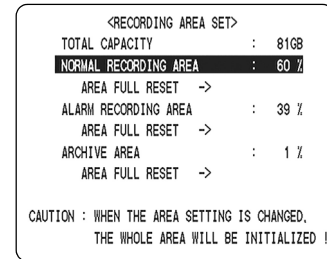 <RECORDING AREA SET>
TOTAL CAPACITY : 81GB
NORMAL RECORDING AREA : 60 %
AREA FULL RESET ->
ALARM RECORDING AREA : 39 %
AREA FULL RESET ->
ARCHIVE AREA : 1 %
AREA FULL RESET ->
CAUTION : WHEN THE AREA SETTING IS CHANGED,
THE WHOLE AREA WILL BE INITIALIZED !